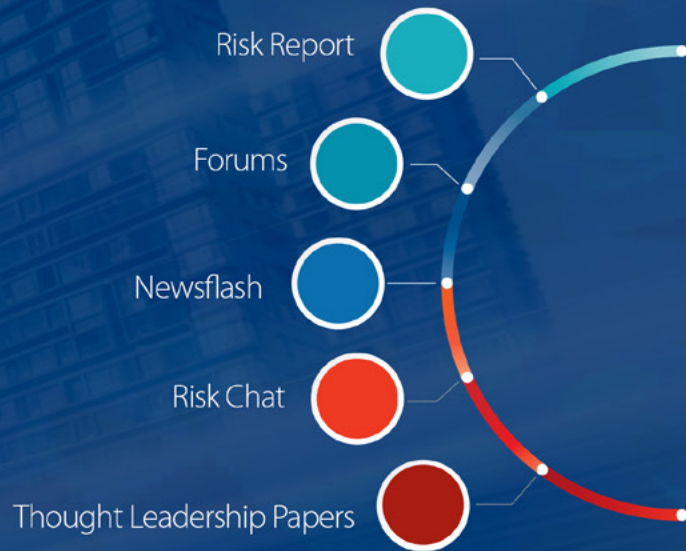 Risk Report
Forums
Newsflash
Risk Chat
Thought Leadership Papers